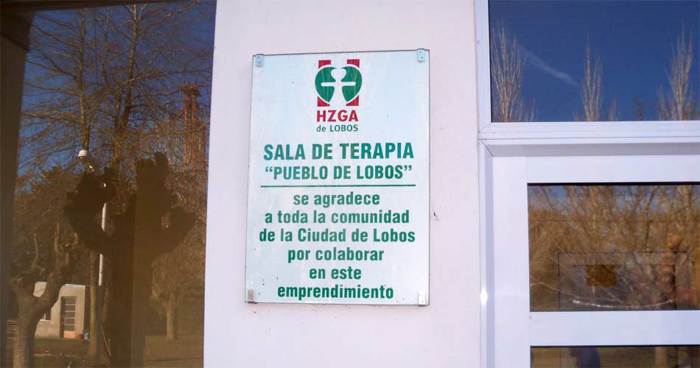 HZGA
de LOBOS
SALA DE TERAPIA
“PUEBLO DE LOBOS”
se agradece
a toda la comunidad
de la Ciudad de Lobos
por colaborar
en este
emprendimiento